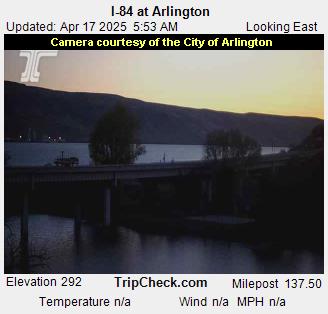 I-84 at Arlington
Updated: Apr 17 2025 5:53 AM Looking East
Camera courtesy of the City of Arlington
Elevation 292 TripCheck.com Milepost 137.50
Temperature n/a Wind n/a MPH n/a